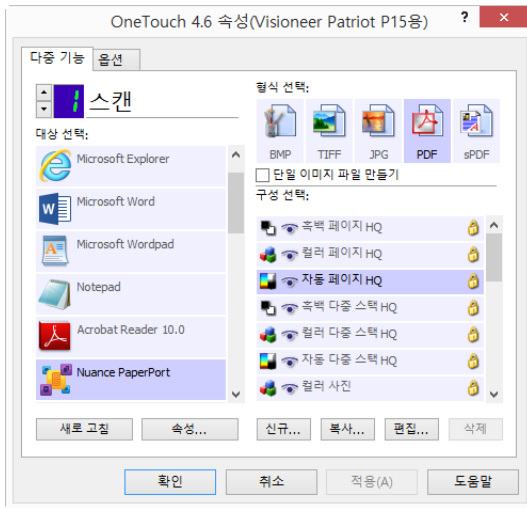 OneTouch 4.6 속성(Visioneer Patriot P15용)
다중 기능 옵션
1 스캔
대상 선택:
Microsoft Explorer
Microsoft Word
Microsoft Wordpad
Notepad
Acrobat Reader 10.0
Nuance PaperPort
새로 고침 속성...
형식 선택:
BMP TIFF JPG PDF sPDF
단일 이미지 파일 만들기
구성 선택:
흑백 페이지 HQ
컬러 페이지 HQ
자동 페이지 HQ
흑백 다중 스택 HQ
컬러 다중 스택 HQ
자동 다중 스택 HQ
컬러 사진
신규... 복사... 편집... 삭제
확인 취소 적용(A) 도움말